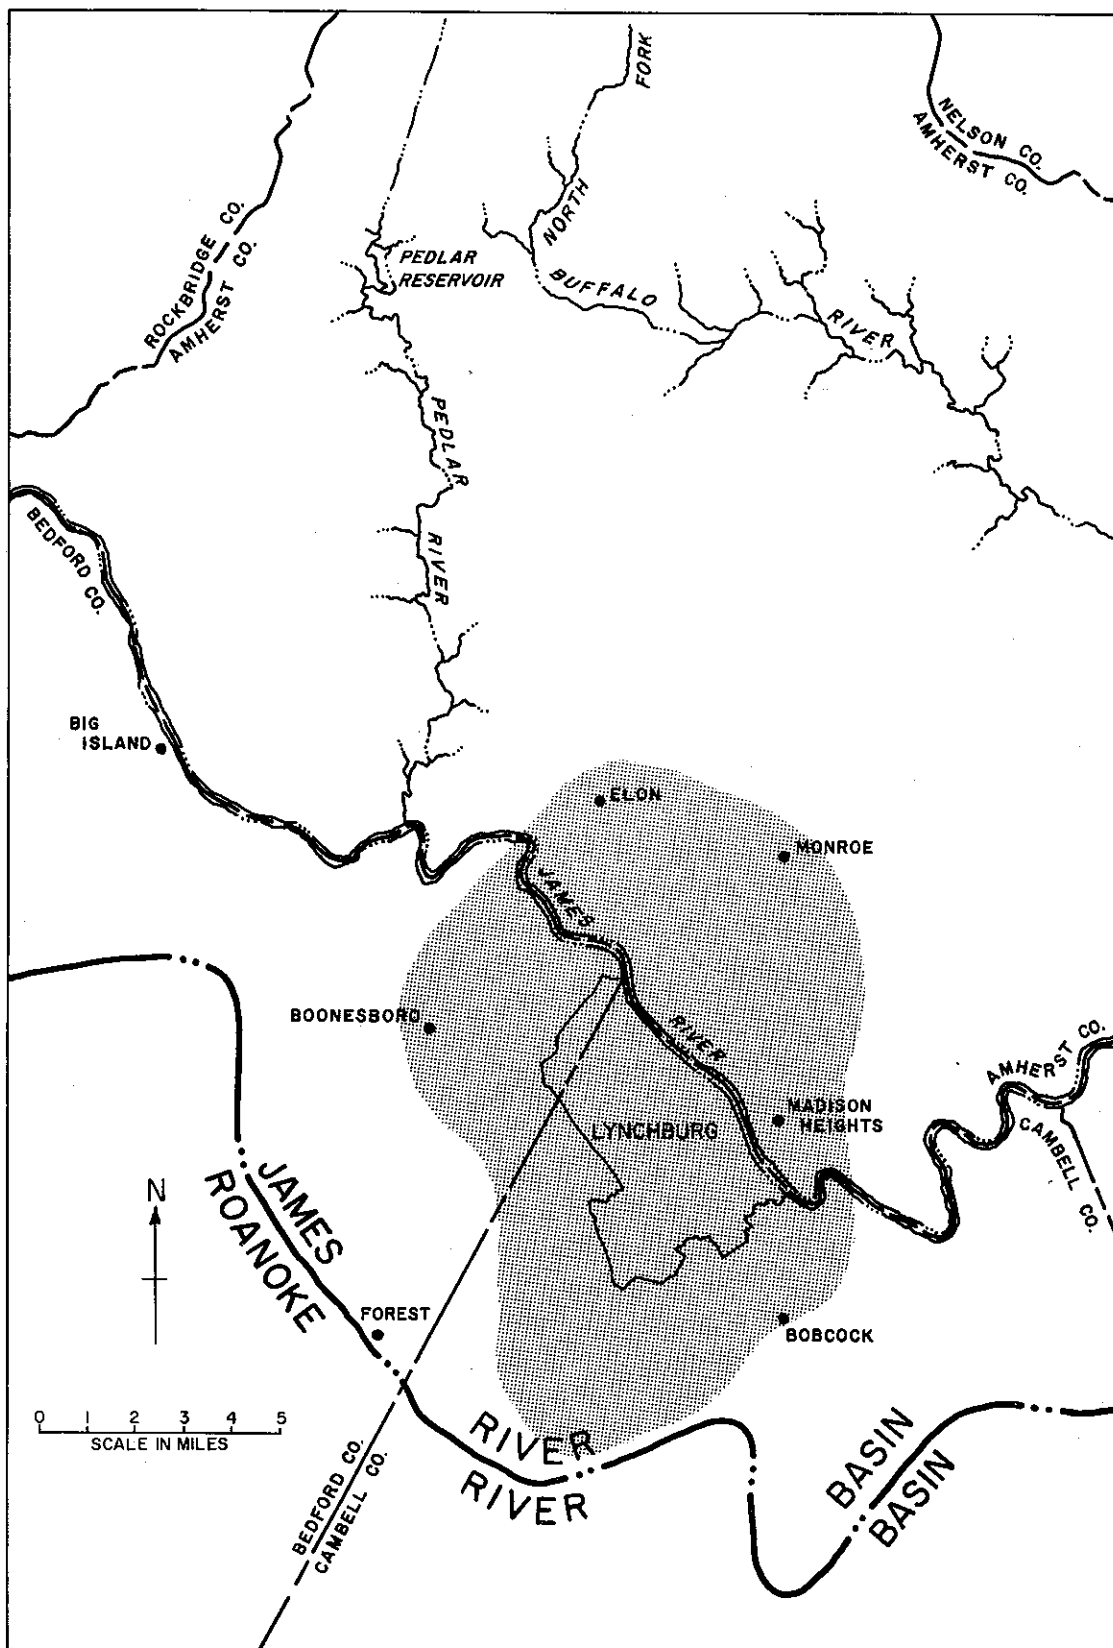 FORK
NELSON CO.
AMHERST CO.
ROCKBRIDGE CO.
AMHERST CO.
NORTH
PEDLAR
RESERVOIR
BUFFALO
RIVER
PEDLAR
RIVER
BEDFORD CO.
BIG
ISLAND
ELON
MONROE
JAMES
RIVER
BOONESBORO
AMHERST CO.
CAMBELL CO.
MADISON
HEIGHTS
LYNCHBURG
N
JAMES
ROANOKE
FOREST
BOBCOCK
0 1 2 3 4 5
SCALE IN MILES
RIVER
RIVER
BASIN
BASIN
BEDFORD CO.
CAMBELL CO.